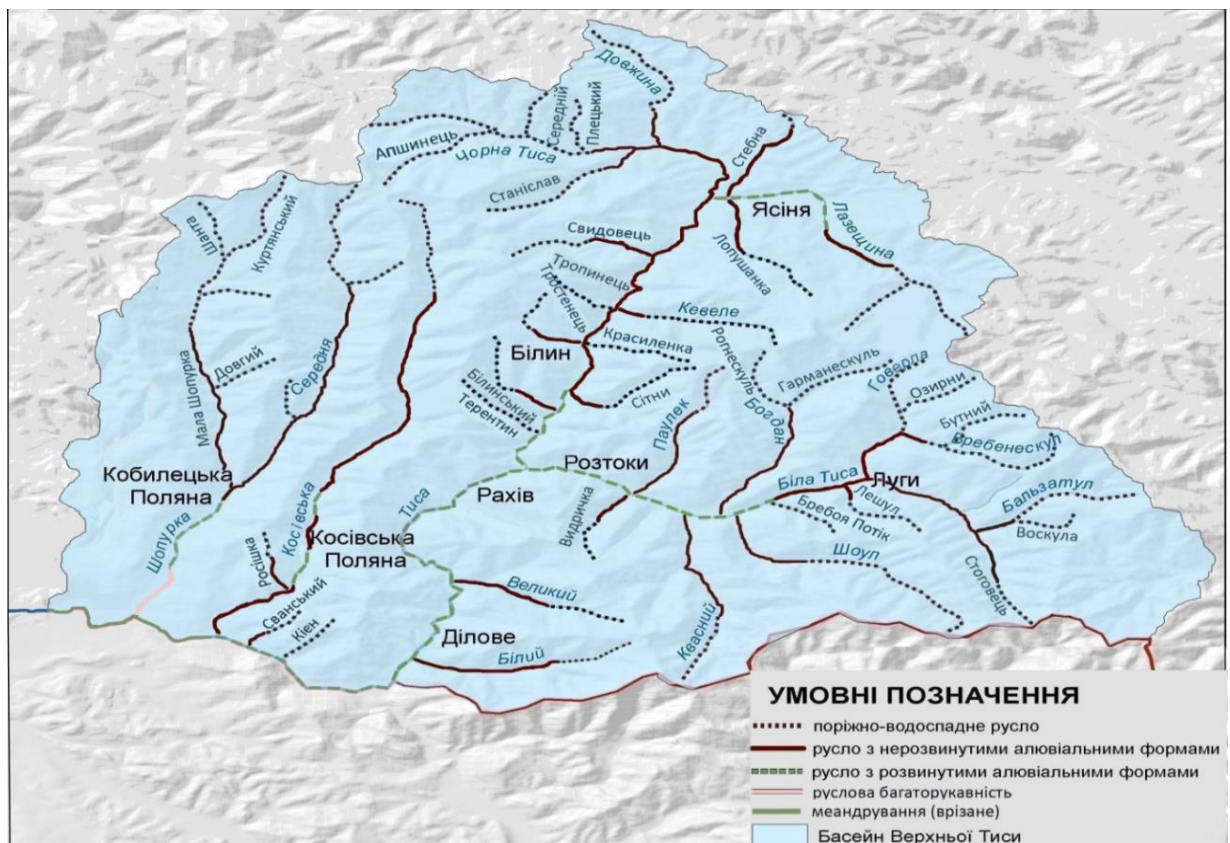 Довжина
Середній
Плецький
Апшинець
Чорна Тиса
Стебна
Станіслав
Ясіня
Лазещина
Шанта
Куртянський
Свидовець
Лопушанка
Тропинець
Тростенець
Кевеле
Красиленка
Рогнескуль
Білин
Гарманескуль
Говерла
Озирни
Довгий
Середня
Мала Шопурка
Білинський
Терентин
Сітни
Паулек
Богдан
Бутний
Бребенескул
Кобилецька
Поляна
Розтоки
Біла Тиса
Луги
Рахів
Тиса
Бальзатул
Лешул
Бребоя Потік
Воскула
Видричка
Шопурка
Косівська
Косівська
Поляна
Шоул
Стоговець
Росішка
Сванський
Кіен
Великий
Квасний
Ділове
Білий
УМОВНІ ПОЗНАЧЕННЯ
поріжно-водоспадне русло
русло з нерозвинутими алювіальними формами
русло з розвинутими алювіальними формами
руслова багаторукавність
меандрування (врізане)
Басейн Верхньої Тиси